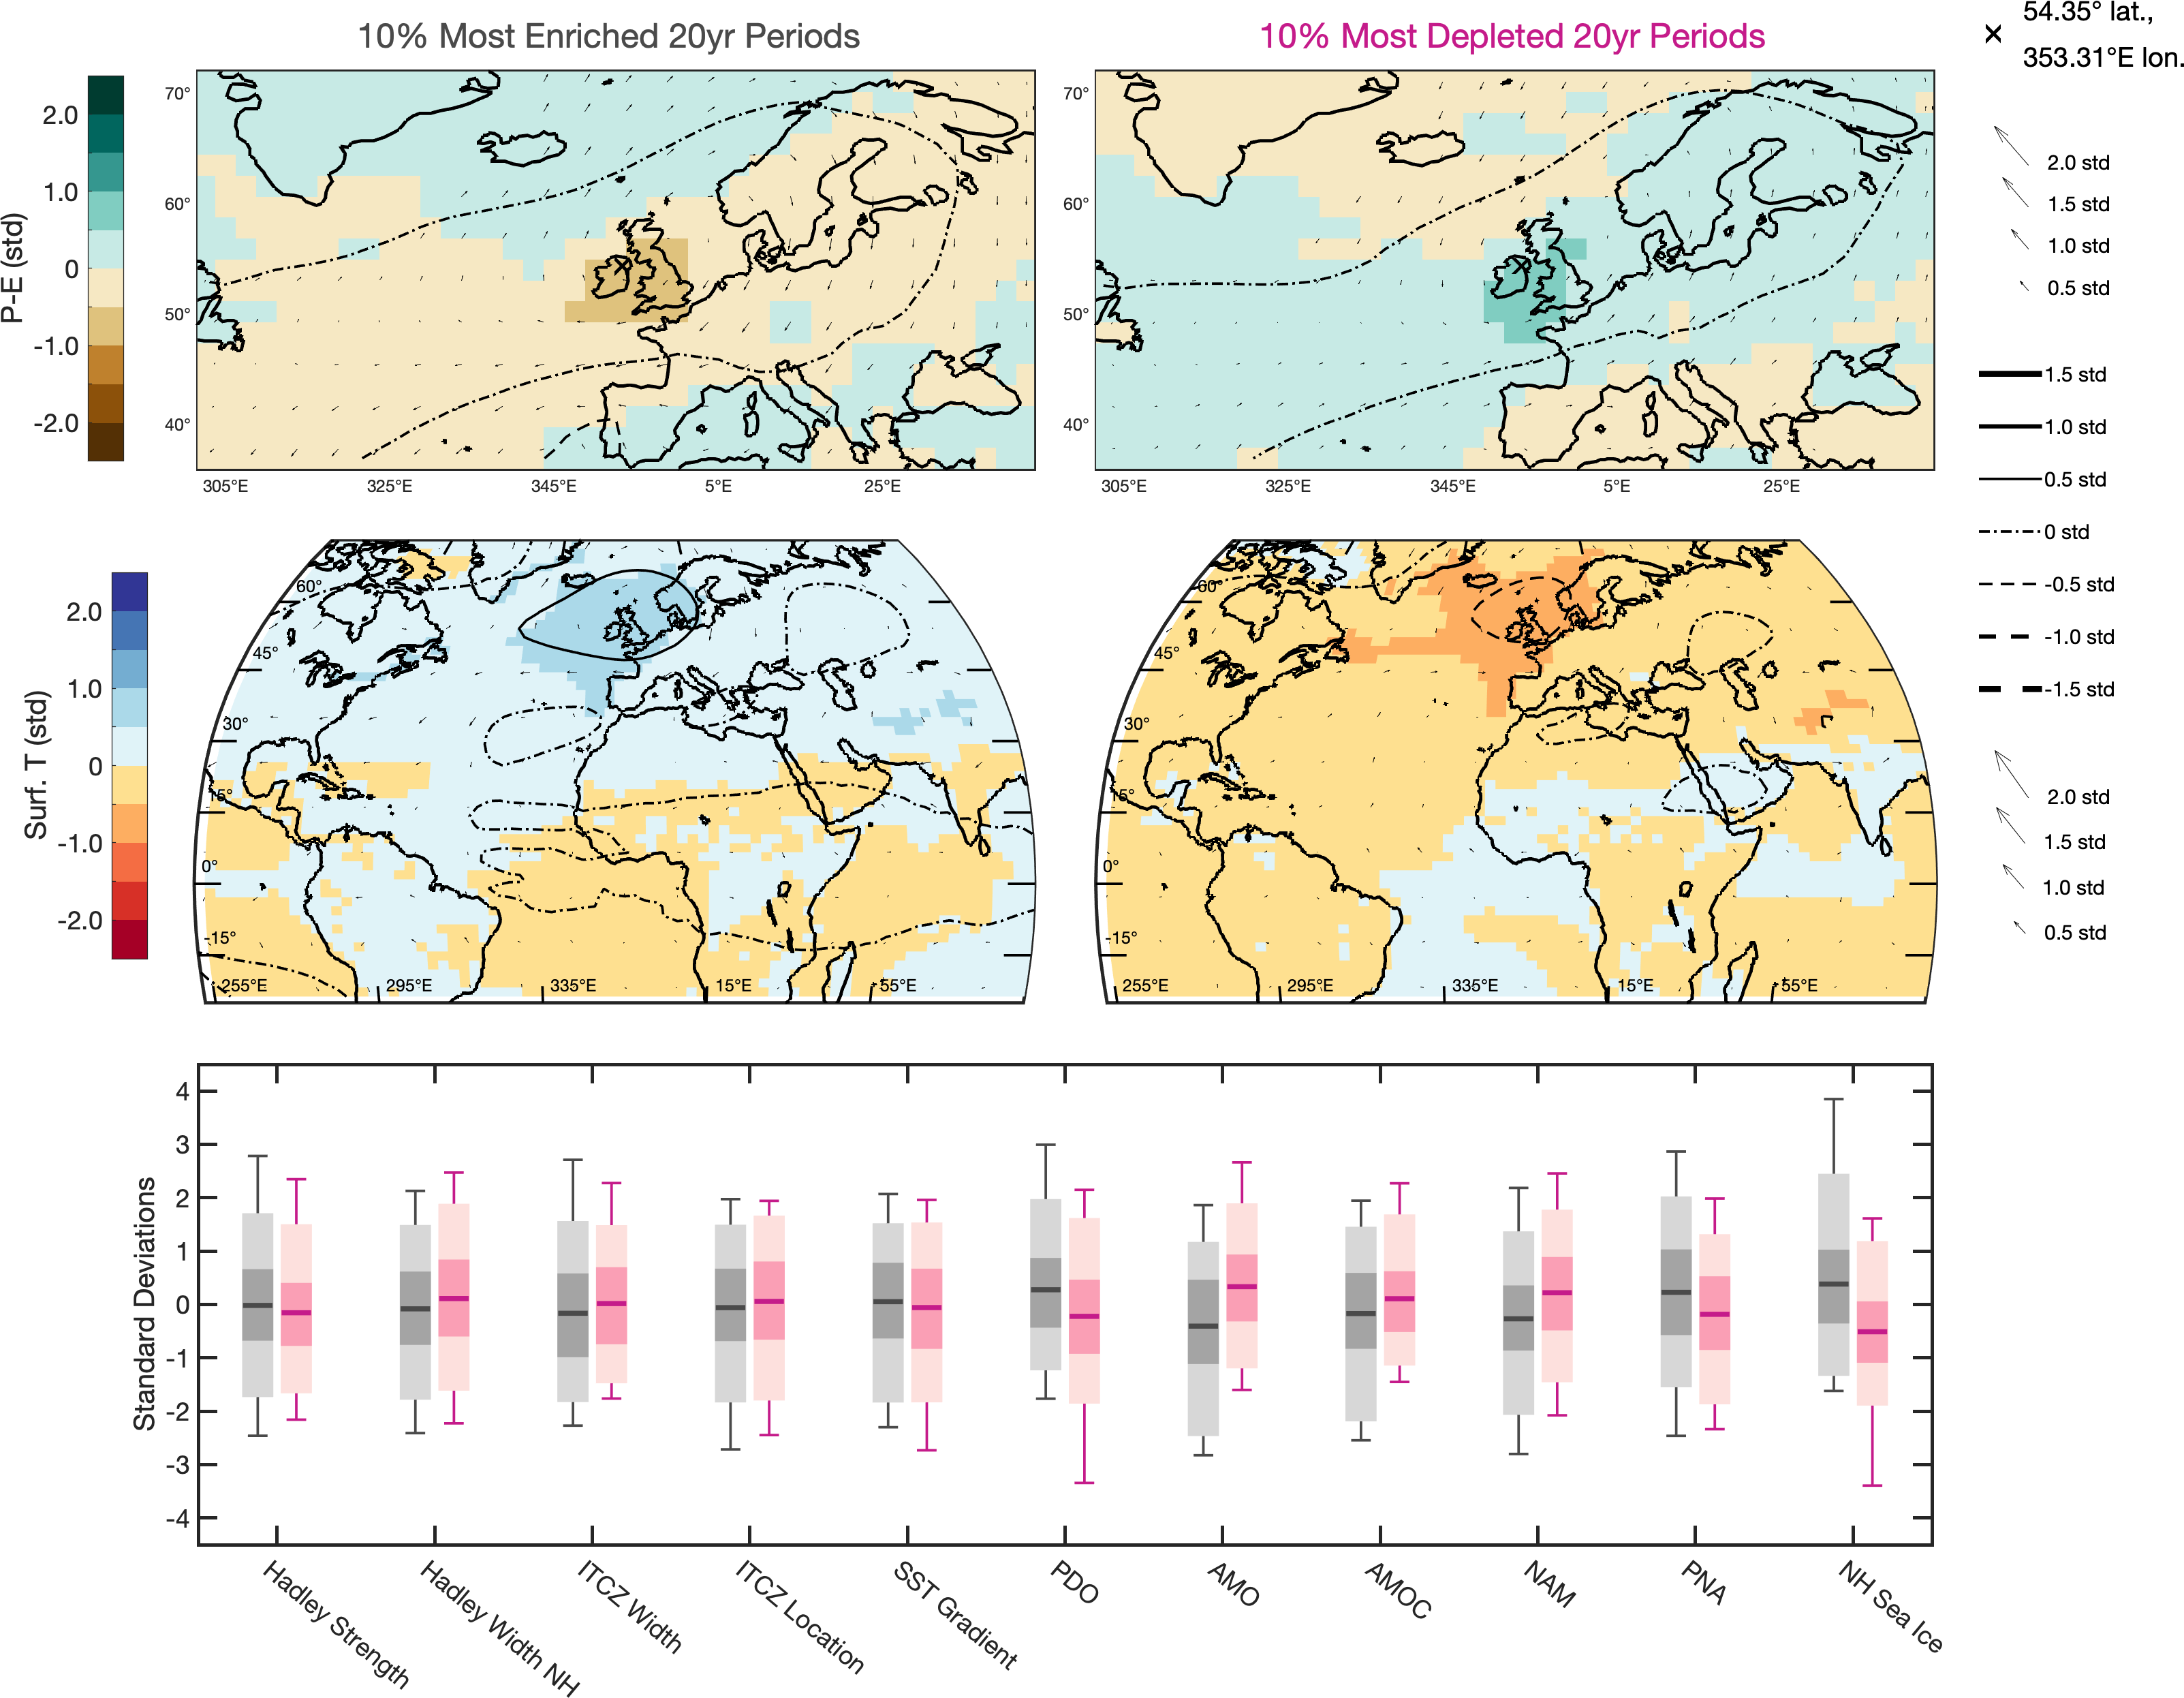 10% Most Enriched 20yr Periods
10% Most Depleted 20yr Periods
54.35° lat.,
353.31°E lon.
P-E (std)
2.0
1.0
0
-1.0
-2.0
70°
60°
50°
40°
305°E 325°E 345°E 5°E 25°E
70°
60°
50°
40°
305°E 325°E 345°E 5°E 25°E
2.0 std
1.5 std
1.0 std
0.5 std
1.5 std
1.0 std
0.5 std
0 std
-0.5 std
-1.0 std
-1.5 std
Surf. T (std)
2.0
1.0
0
-1.0
-2.0
60°
45°
30°
15°
0°
-15°
255°E 295°E 335°E 15°E 55°E
60°
45°
30°
15°
0°
-15°
255°E 295°E 335°E 15°E 55°E
2.0 std
1.5 std
1.0 std
0.5 std
Standard Deviations
4
3
2
1
0
-1
-2
-3
-4
Hadley Strength
Hadley Width NH
ITCZ Width
ITCZ Location
SST Gradient
PDO
AMO
AMOC
NAM
PNA
NH Sea Ice